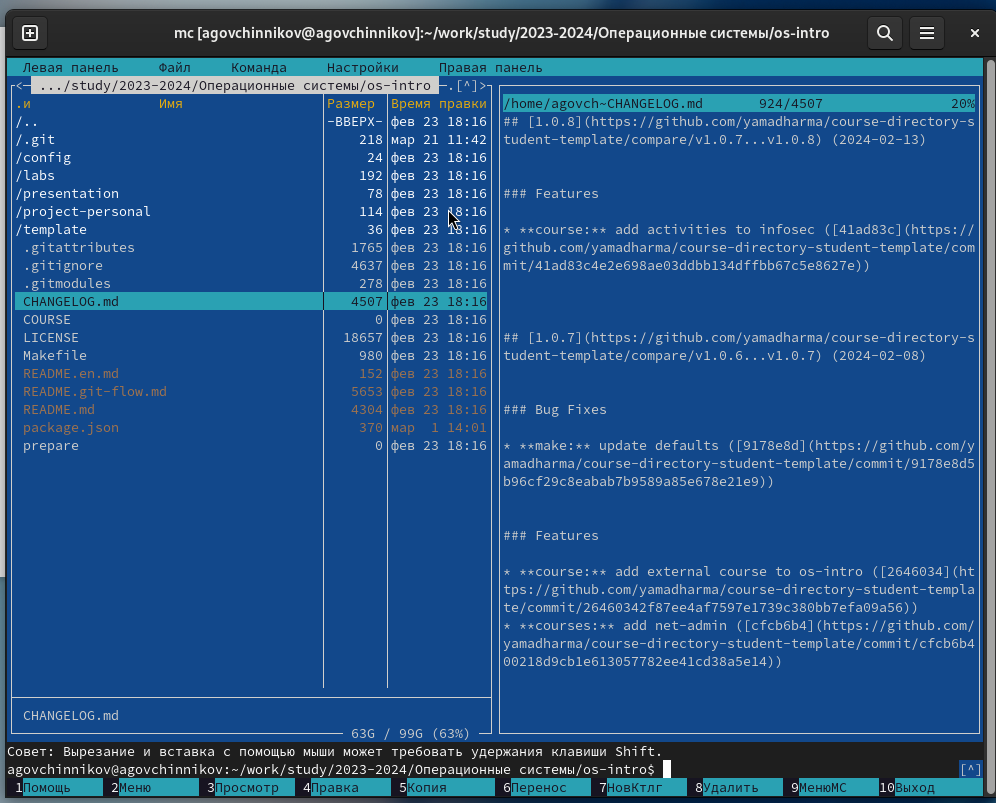 mc [agovchinnikov@agovchinnikov]:~/work/study/2023-2024/Операционные системы/os-intro
Левая панель Файл Команда Настройки Правая панель
<— .../study/2023-2024/Операционные системы/os-intro —.[^]>
.и Имя Размер Время правки
/.. -ВВЕРХ- фев 23 18:16
/.git 218 мар 21 11:42
/config 24 фев 23 18:16
/labs 192 фев 23 18:16
/presentation 78 фев 23 18:16
/project-personal 114 фев 23 18:16
/template 36 фев 23 18:16
.gitattributes 1765 фев 23 18:16
.gitignore 4637 фев 23 18:16
.gitmodules 278 фев 23 18:16
CHANGELOG.md 4507 фев 23 18:16
COURSE 0 фев 23 18:16
LICENSE 18657 фев 23 18:16
Makefile 980 фев 23 18:16
README.en.md 152 фев 23 18:16
README.git-flow.md 5653 фев 23 18:16
README.md 4304 фев 23 18:16
package.json 370 мар 1 14:01
prepare 0 фев 23 18:16
CHANGELOG.md
63G / 99G (63%)
/home/agovch~CHANGELOG.md 924/4507 20%
## [1.0.8](https://github.com/yamadharma/course-directory-s
tudent-template/compare/v1.0.7...v1.0.8) (2024-02-13)
### Features
* **course:** add activities to infosec ([41ad83c](https://
github.com/yamadharma/course-directory-student-template/com
mit/41ad83c4e2e698ae03ddbb134dffbb67c5e8627e))
## [1.0.7](https://github.com/yamadharma/course-directory-s
tudent-template/compare/v1.0.6...v1.0.7) (2024-02-08)
### Bug Fixes
* **make:** update defaults ([9178e8d](https://github.com/y
amadharma/course-directory-student-template/commit/9178e8d5
b96cf29c8eabab7b9589a85e678e21e9))
### Features
* **course:** add external course to os-intro ([2646034](ht
tps://github.com/yamadharma/course-directory-student-templa
te/commit/26460342f87ee4af7597e1739c380bb7efa09a56))
* **courses:** add net-admin ([cfcb6b4](https://github.com/
yamadharma/course-directory-student-template/commit/cfcb6b4
00218d9cb1e613057782ee41cd38a5e14))
Совет: Вырезание и вставка с помощью мыши может требовать удержания клавиши Shift.
agovchinnikov@agovchinnikov:~/work/study/2023-2024/Операционные системы/os-intro$ [^]
1Помощь 2Меню 3Просмотр 4Правка 5Копия 6Перенос 7НовКтлг 8Удалить 9МенюMC 10Выход